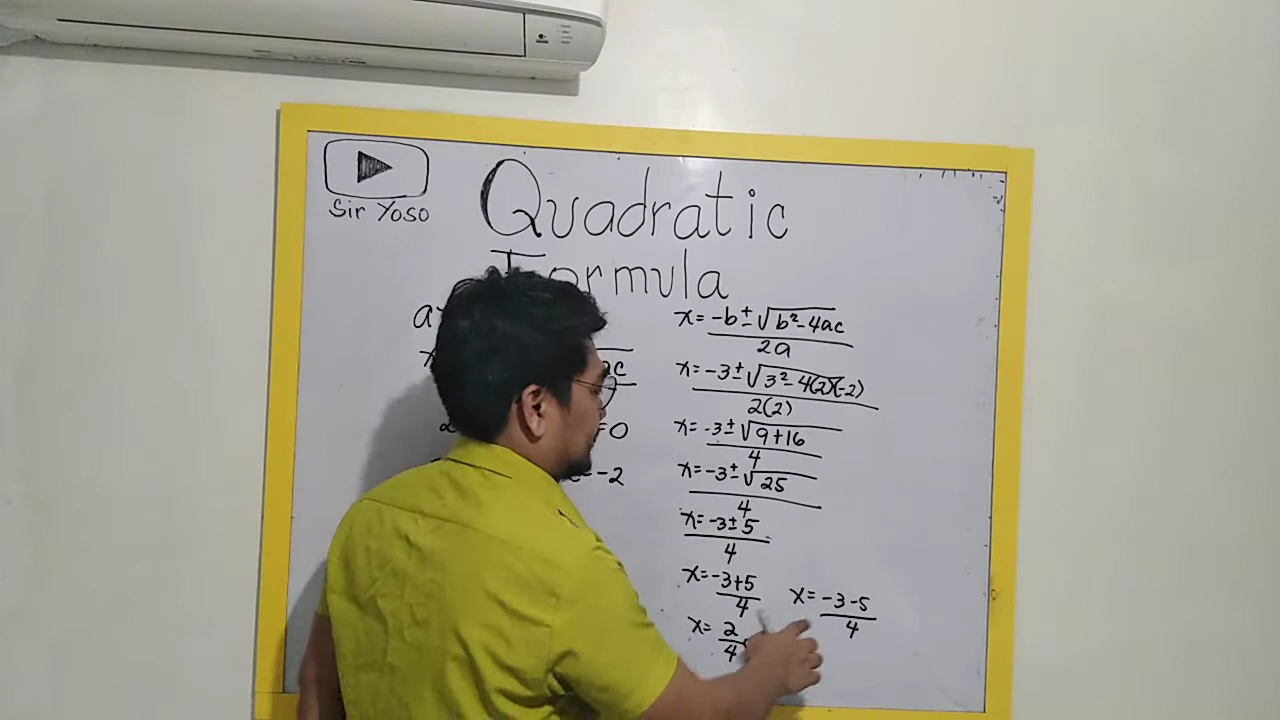 Sir Yoso
Quadratic
Formula
x = -b ± √b² - 4ac
2a
x = -3 ± √3² - 4(2)(-2)
2(2)
= 0
x = -3 ± √9 + 16
4
-2
x = -3 ± √25
4
x = -3 ± 5
4
x = -3 + 5
4
x = -3 - 5
4
x = 2
4